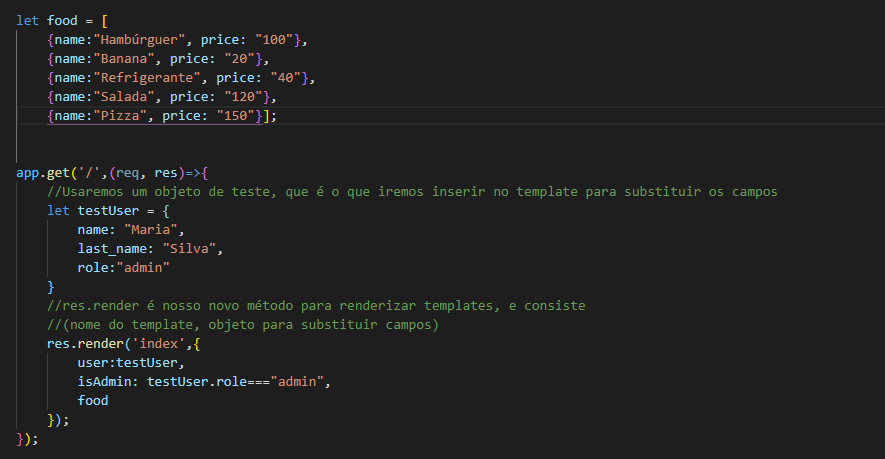 let food = [
    {name:"Hambúrguer", price: "100"},
    {name:"Banana", price: "20"},
    {name:"Refrigerante", price: "40"},
    {name:"Salada", price: "120"},
    {name:"Pizza", price: "150"}];
app.get('/',(req, res)=>{
    //Usaremos um objeto de teste, que é o que iremos inserir no template para substituir os campos
    let testUser = {
        name: "Maria",
        last_name: "Silva",
        role:"admin"
    }
    //res.render é nosso novo método para renderizar templates, e consiste
    //(nome do template, objeto para substituir campos)
    res.render('index',{
        user:testUser,
        isAdmin: testUser.role==="admin",
        food
    });
});